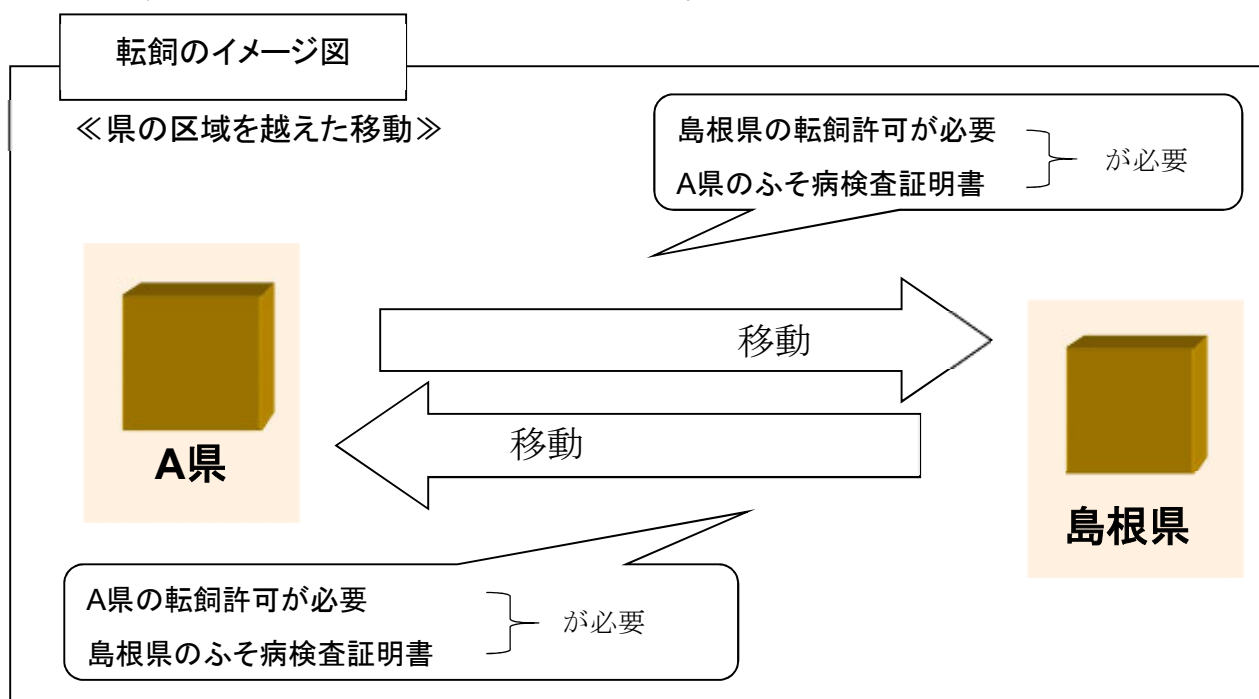 転飼のイメージ図
≪県の区域を越えた移動≫
島根県の転飼許可が必要
A県のふそ病検査証明書
が必要
移動
移動
A県
島根県
A県の転飼許可が必要
島根県のふそ病検査証明書
が必要